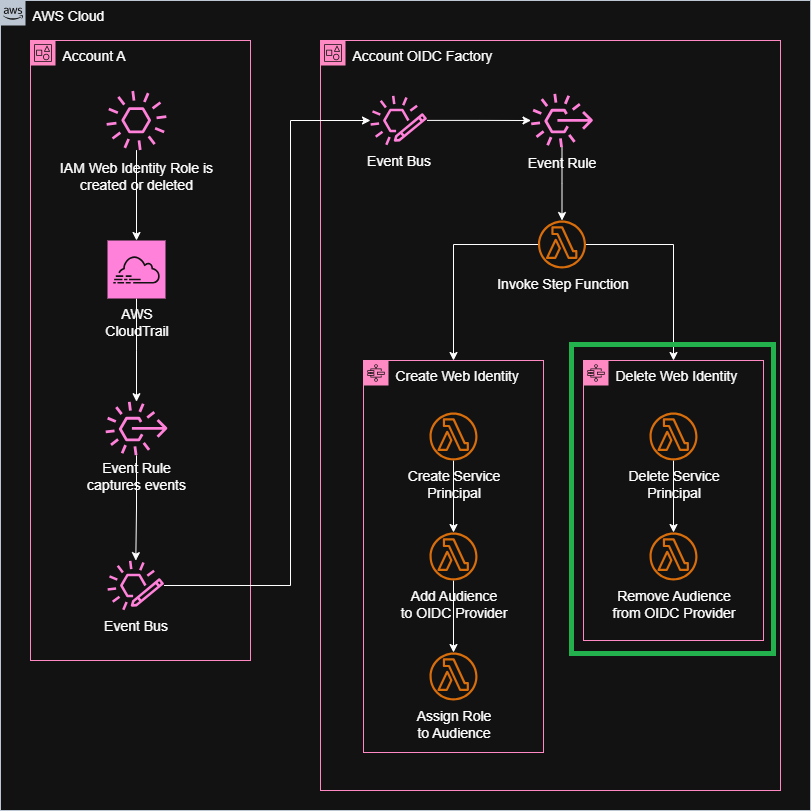 aws
AWS Cloud
Account A
IAM Web Identity Role is
created or deleted
AWS
CloudTrail
Event Rule
captures events
Event Bus
Account OIDC Factory
Event Bus
Event Rule
Invoke Step Function
Create Web Identity
Create Service
Principal
Add Audience
to OIDC Provider
Assign Role
to Audience
Delete Web Identity
Delete Service
Principal
Remove Audience
from OIDC Provider